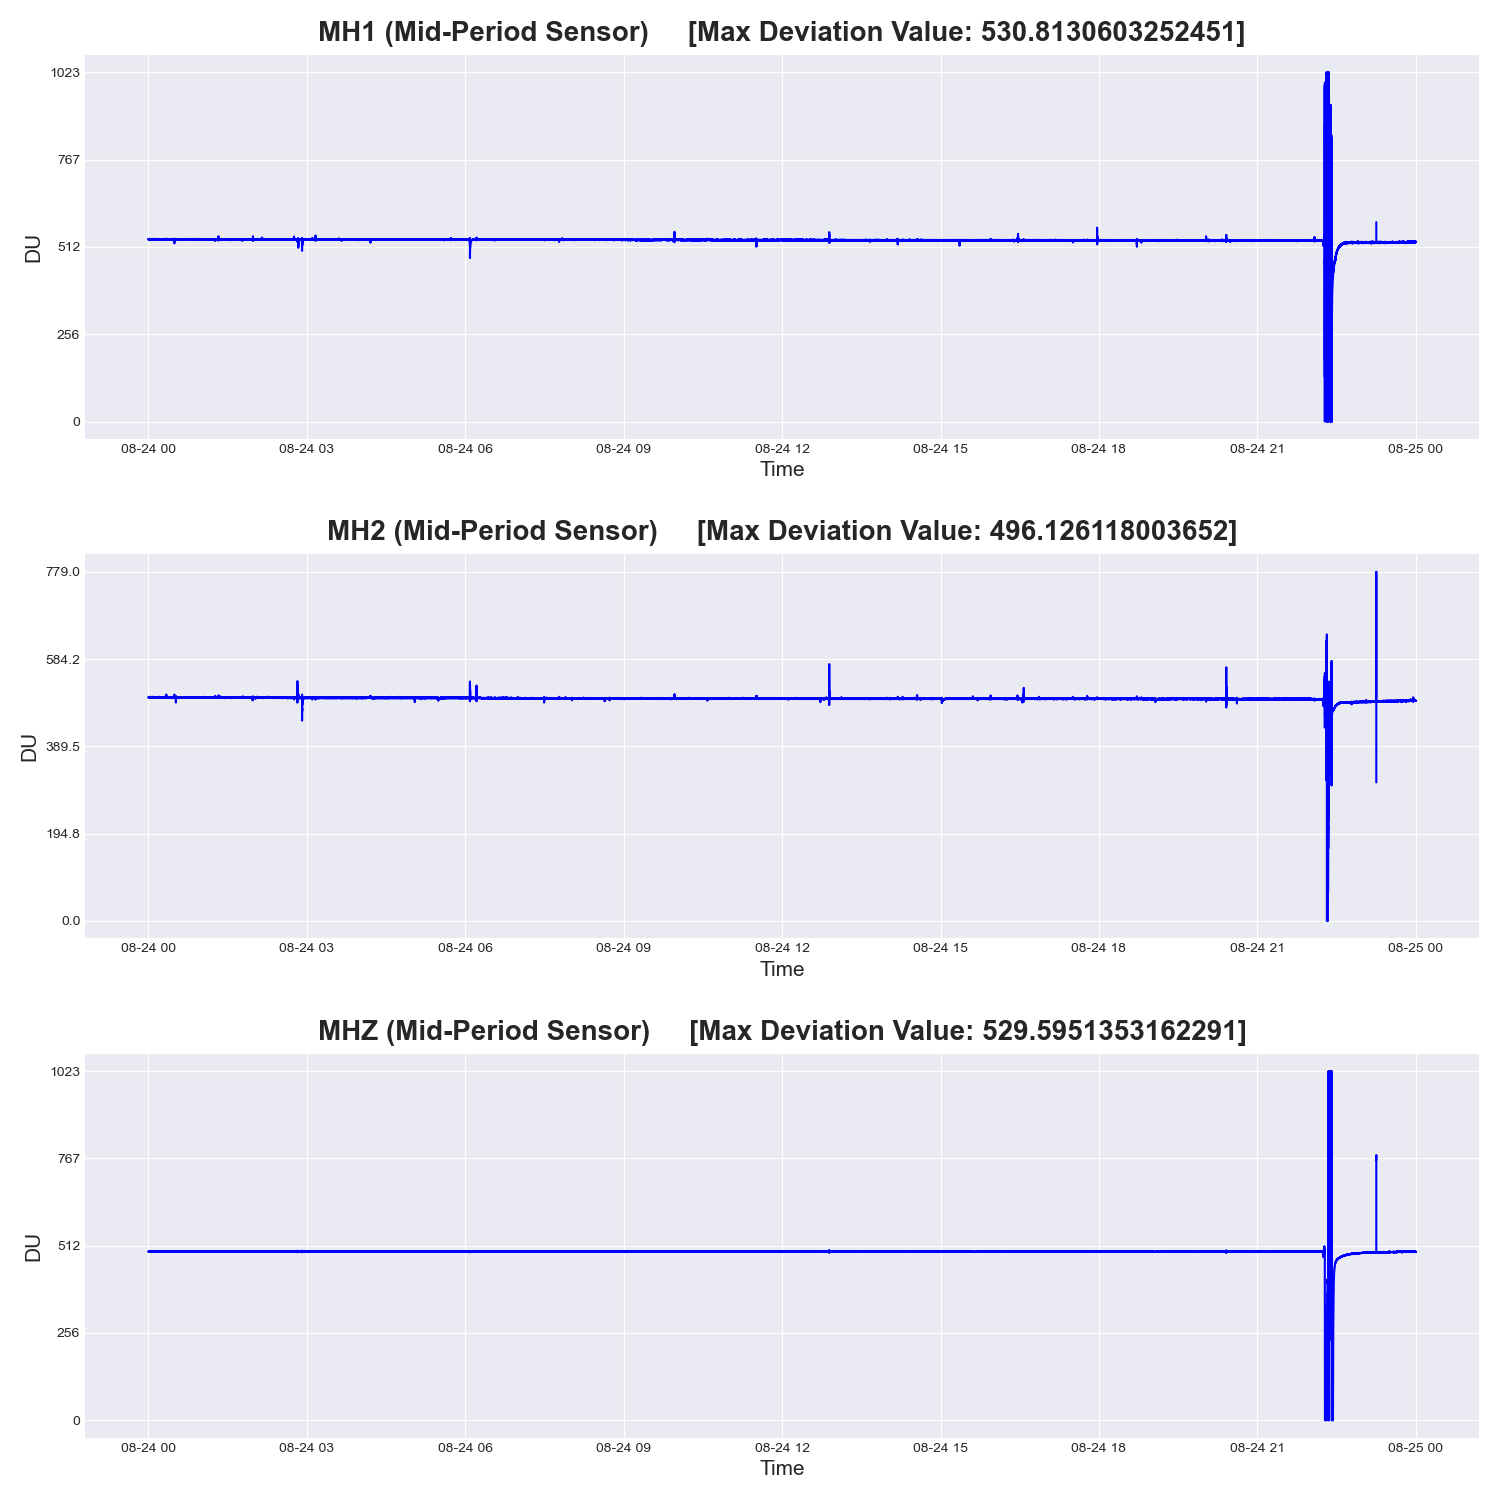 MH1 (Mid-Period Sensor) [Max Deviation Value: 530.8130603252451]
1023
767
512
256
0
DU
08-24 00 08-24 03 08-24 06 08-24 09 08-24 12 08-24 15 08-24 18 08-24 21 08-25 00
Time
MH2 (Mid-Period Sensor) [Max Deviation Value: 496.126118003652]
779.0
584.2
389.5
194.8
0.0
DU
08-24 00 08-24 03 08-24 06 08-24 09 08-24 12 08-24 15 08-24 18 08-24 21 08-25 00
Time
MHZ (Mid-Period Sensor) [Max Deviation Value: 529.5951353162291]
1023
767
512
256
0
DU
08-24 00 08-24 03 08-24 06 08-24 09 08-24 12 08-24 15 08-24 18 08-24 21 08-25 00
Time